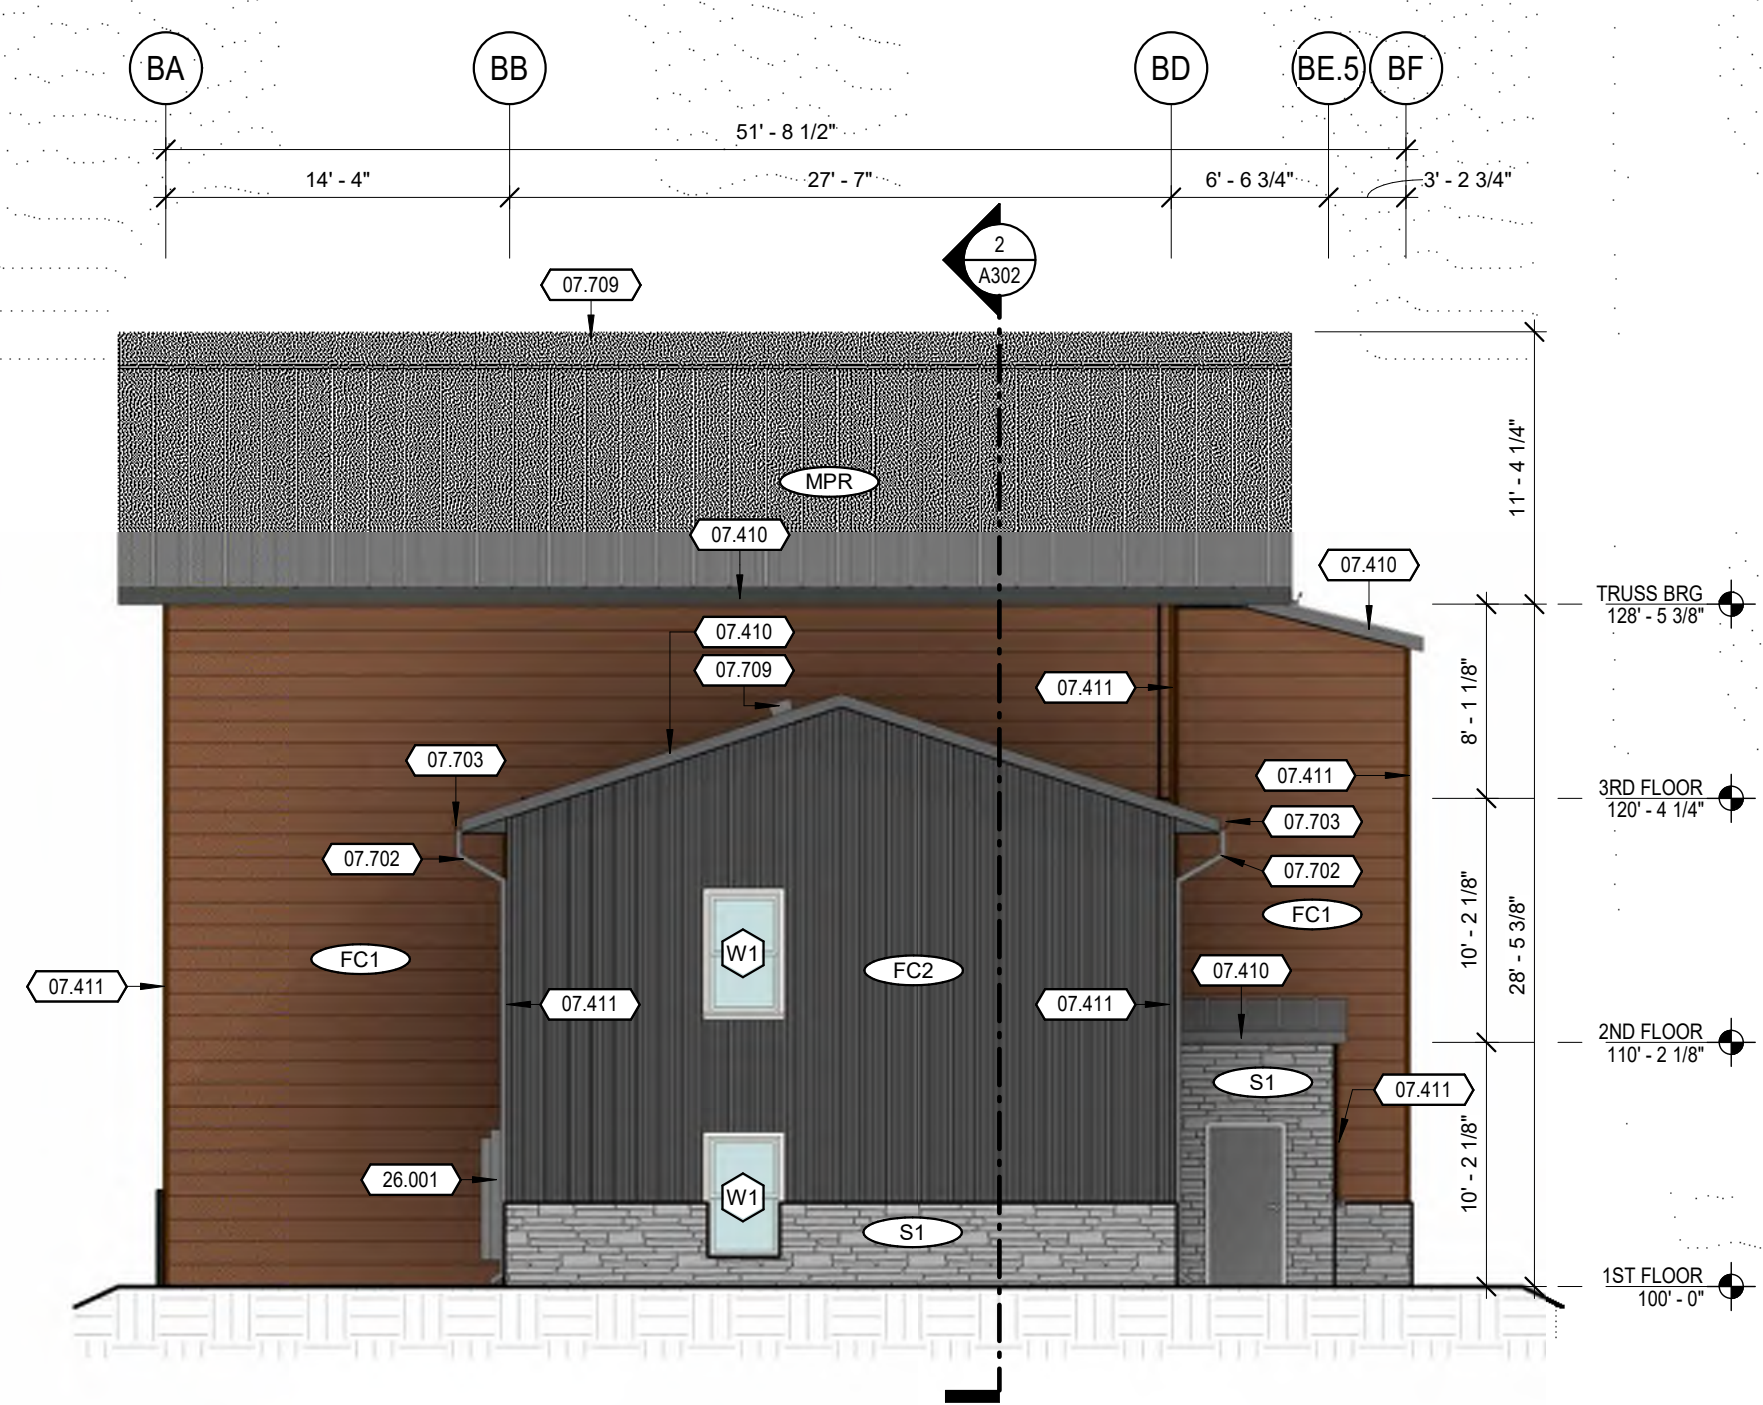 BA
BB
BD
BE.5
BF
51' - 8 1/2"
14' - 4"
27' - 7"
6' - 6 3/4"
3' - 2 3/4"
2
A302
07.709
MPR
11' - 4 1/4"
07.410
07.410
TRUSS BRG
128' - 5 3/8"
07.410
07.709
07.411
8' - 1 1/8"
07.703
07.411
3RD FLOOR
120' - 4 1/4"
07.703
07.702
07.702
FC1
10' - 2 1/8"
28' - 5 3/8"
W1
FC1
FC2
07.410
07.411
07.411
07.411
2ND FLOOR
110' - 2 1/8"
S1
07.411
10' - 2 1/8"
26.001
W1
S1
1ST FLOOR
100' - 0"